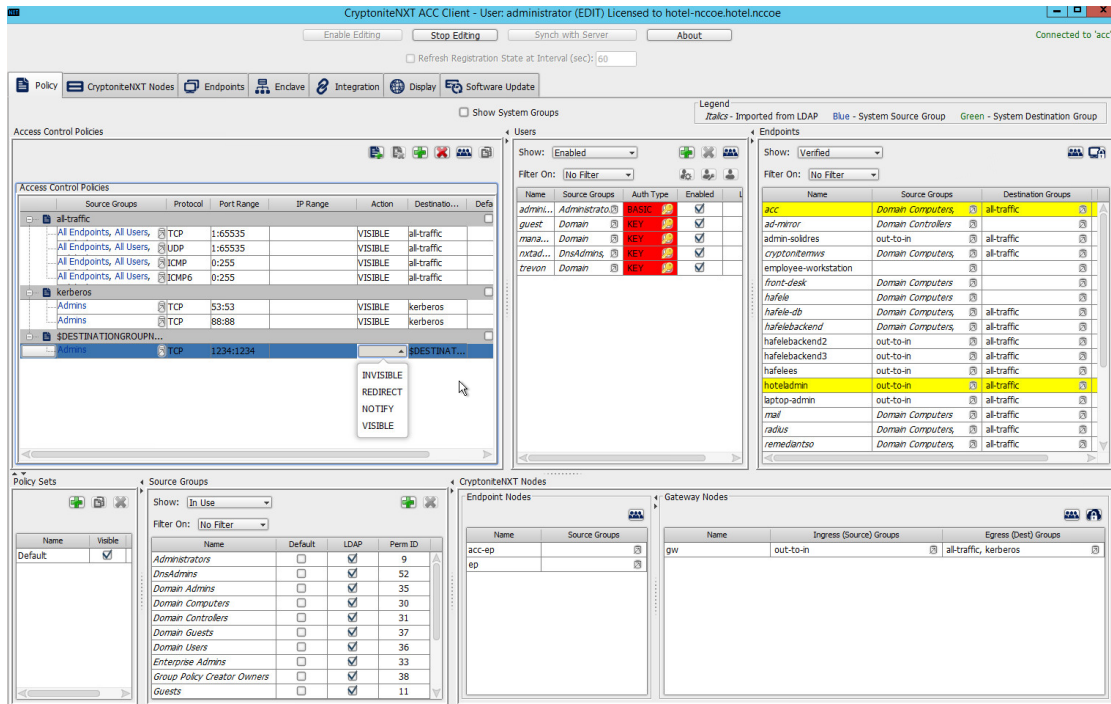 NXT
CryptoniteNXT ACC Client - User: administrator (EDIT) Licensed to hotel-nccoe.hotel.nccoe
Enable Editing Stop Editing Synch with Server About Connected to 'acc'
Refresh Registration State at Interval (sec): 60
Policy CryptoniteNXT Nodes Endpoints Enclave Integration Display Software Update
Show System Groups
Legend
Italics - Imported from LDAP Blue - System Source Group Green - System Destination Group
Access Control Policies
Access Control Policies
Source Groups Protocol Port Range IP Range Action Destinatio... Defa
all-traffic
All Endpoints, All Users, TCP 1:65535 VISIBLE all-traffic
All Endpoints, All Users, UDP 1:65535 VISIBLE all-traffic
All Endpoints, All Users, ICMP 0:255 VISIBLE all-traffic
All Endpoints, All Users, ICMP6 0:255 VISIBLE all-traffic
kerberos
Admins TCP 53:53 VISIBLE kerberos
Admins TCP 88:88 VISIBLE kerberos
$DESTINATIONGROUPN...
Admins TCP 1234:1234 $DESTINAT...
INVISIBLE
REDIRECT
NOTIFY
VISIBLE
Users
Show: Enabled
Filter On: No Filter
Name Source Groups Auth Type Enabled L
admini... Administrato... BASIC
guest Domain KEY
mana... Domain KEY
nxtad... DnsAdmins, KEY
trevon Domain KEY
Endpoints
Show: Verified
Filter On: No Filter
Name Source Groups Destination Groups
acc Domain Computers, all-traffic
ad-mirror Domain Controllers
admin-solidres out-to-in all-traffic
cryptonitemws Domain Computers, all-traffic
employee-workstation
front-desk Domain Computers
hafele Domain Computers
hafele-db Domain Computers, all-traffic
hafelebackend Domain Computers, all-traffic
hafelebackend2 out-to-in all-traffic
hafelebackend3 out-to-in all-traffic
hafelees out-to-in all-traffic
hoteladmin out-to-in all-traffic
laptop-admin out-to-in all-traffic
mail Domain Computers all-traffic
radius Domain Computers, all-traffic
remediantso Domain Computers, all-traffic
Policy Sets
Name Visible
Default
Source Groups
Show: In Use
Filter On: No Filter
Name Default LDAP Perm ID
Administrators 9
DnsAdmins 52
Domain Admins 35
Domain Computers 30
Domain Controllers 31
Domain Guests 37
Domain Users 36
Enterprise Admins 33
Group Policy Creator Owners 38
Guests 11
CryptoniteNXT Nodes
Endpoint Nodes
Name Source Groups
acc-ep
ep
Gateway Nodes
Name Ingress (Source) Groups Egress (Dest) Groups
gw out-to-in all-traffic, kerberos